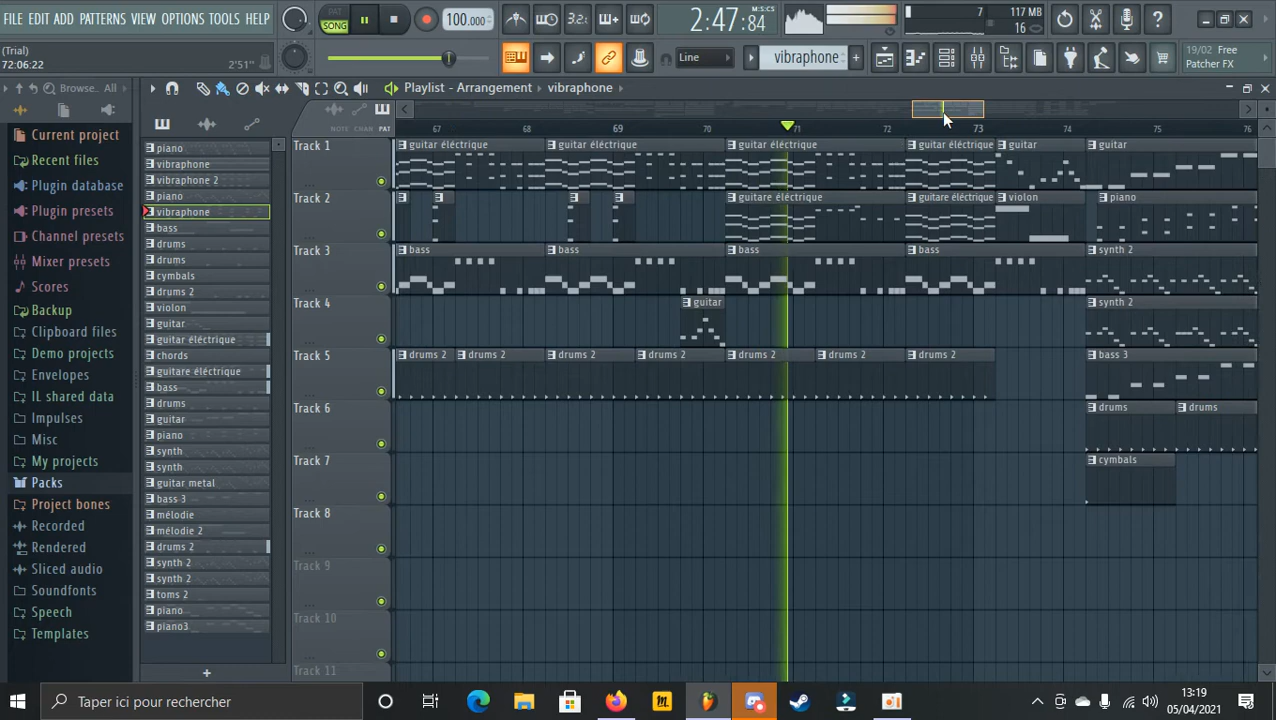 FILE EDIT ADD PATTERNS VIEW OPTIONS TOOLS HELP
PAT
SONG
100.000
3.2:
2:47:84
M:S:CS
7
117 MB
16
(Trial)
72:06:22
2'51"
Line
vibraphone
19/02 Free
Patcher FX
Browse.. All
Playlist - Arrangement
vibraphone
Current project
Recent files
Plugin database
Plugin presets
Channel presets
Mixer presets
Scores
Backup
Clipboard files
Demo projects
Envelopes
IL shared data
Impulses
Misc
My projects
Packs
Project bones
Recorded
Rendered
Sliced audio
Soundfonts
Speech
Templates
piano
vibraphone
vibraphone 2
piano
vibraphone
bass
drums
drums
cymbals
drums 2
violon
guitar
guitar éléctrique
chords
guitare éléctrique
bass
drums
guitar
piano
synth
synth
guitar metal
bass 3
mélodie
mélodie 2
drums 2
synth 2
synth 2
toms 2
piano
piano3
NOTE CHAN PAT
67 68 69 70 71 72 73 74 75 76
Track 1
guitar éléctrique guitar éléctrique guitar éléctrique guitar éléctrique guitar guitar
Track 2
guitare éléctrique guitare éléctrique violon piano
Track 3
bass bass bass bass synth 2
Track 4
guitar synth 2
Track 5
drums 2 drums 2 drums 2 drums 2 drums 2 drums 2 drums 2 bass 3
Track 6
drums drums
Track 7
cymbals
Track 8
Track 9
Track 10
Track 11
Taper ici pour rechercher
13:19
05/04/2021